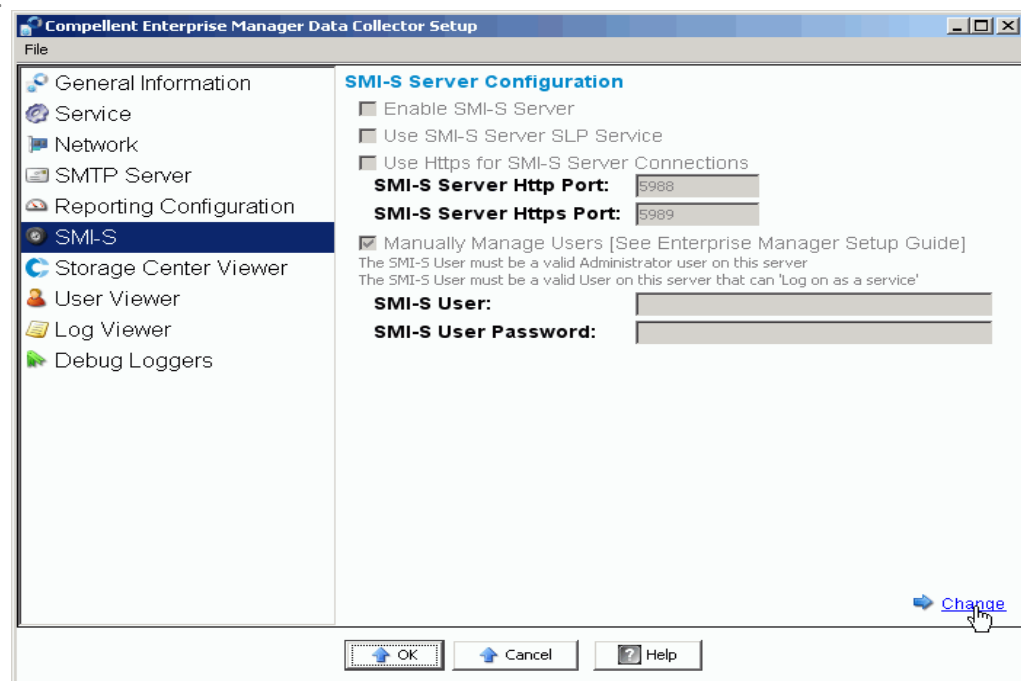 Compellent Enterprise Manager Data Collector Setup
File
General Information
Service
Network
SMTP Server
Reporting Configuration
SMI-S
Storage Center Viewer
User Viewer
Log Viewer
Debug Loggers
SMI-S Server Configuration
Enable SMI-S Server
Use SMI-S Server SLP Service
Use Https for SMI-S Server Connections
SMI-S Server Http Port: 5988
SMI-S Server Https Port: 5989
Manually Manage Users [See Enterprise Manager Setup Guide]
The SMI-S User must be a valid Administrator user on this server
The SMI-S User must be a valid User on this server that can 'Log on as a service'
SMI-S User:
SMI-S User Password:
Change
OK Cancel Help